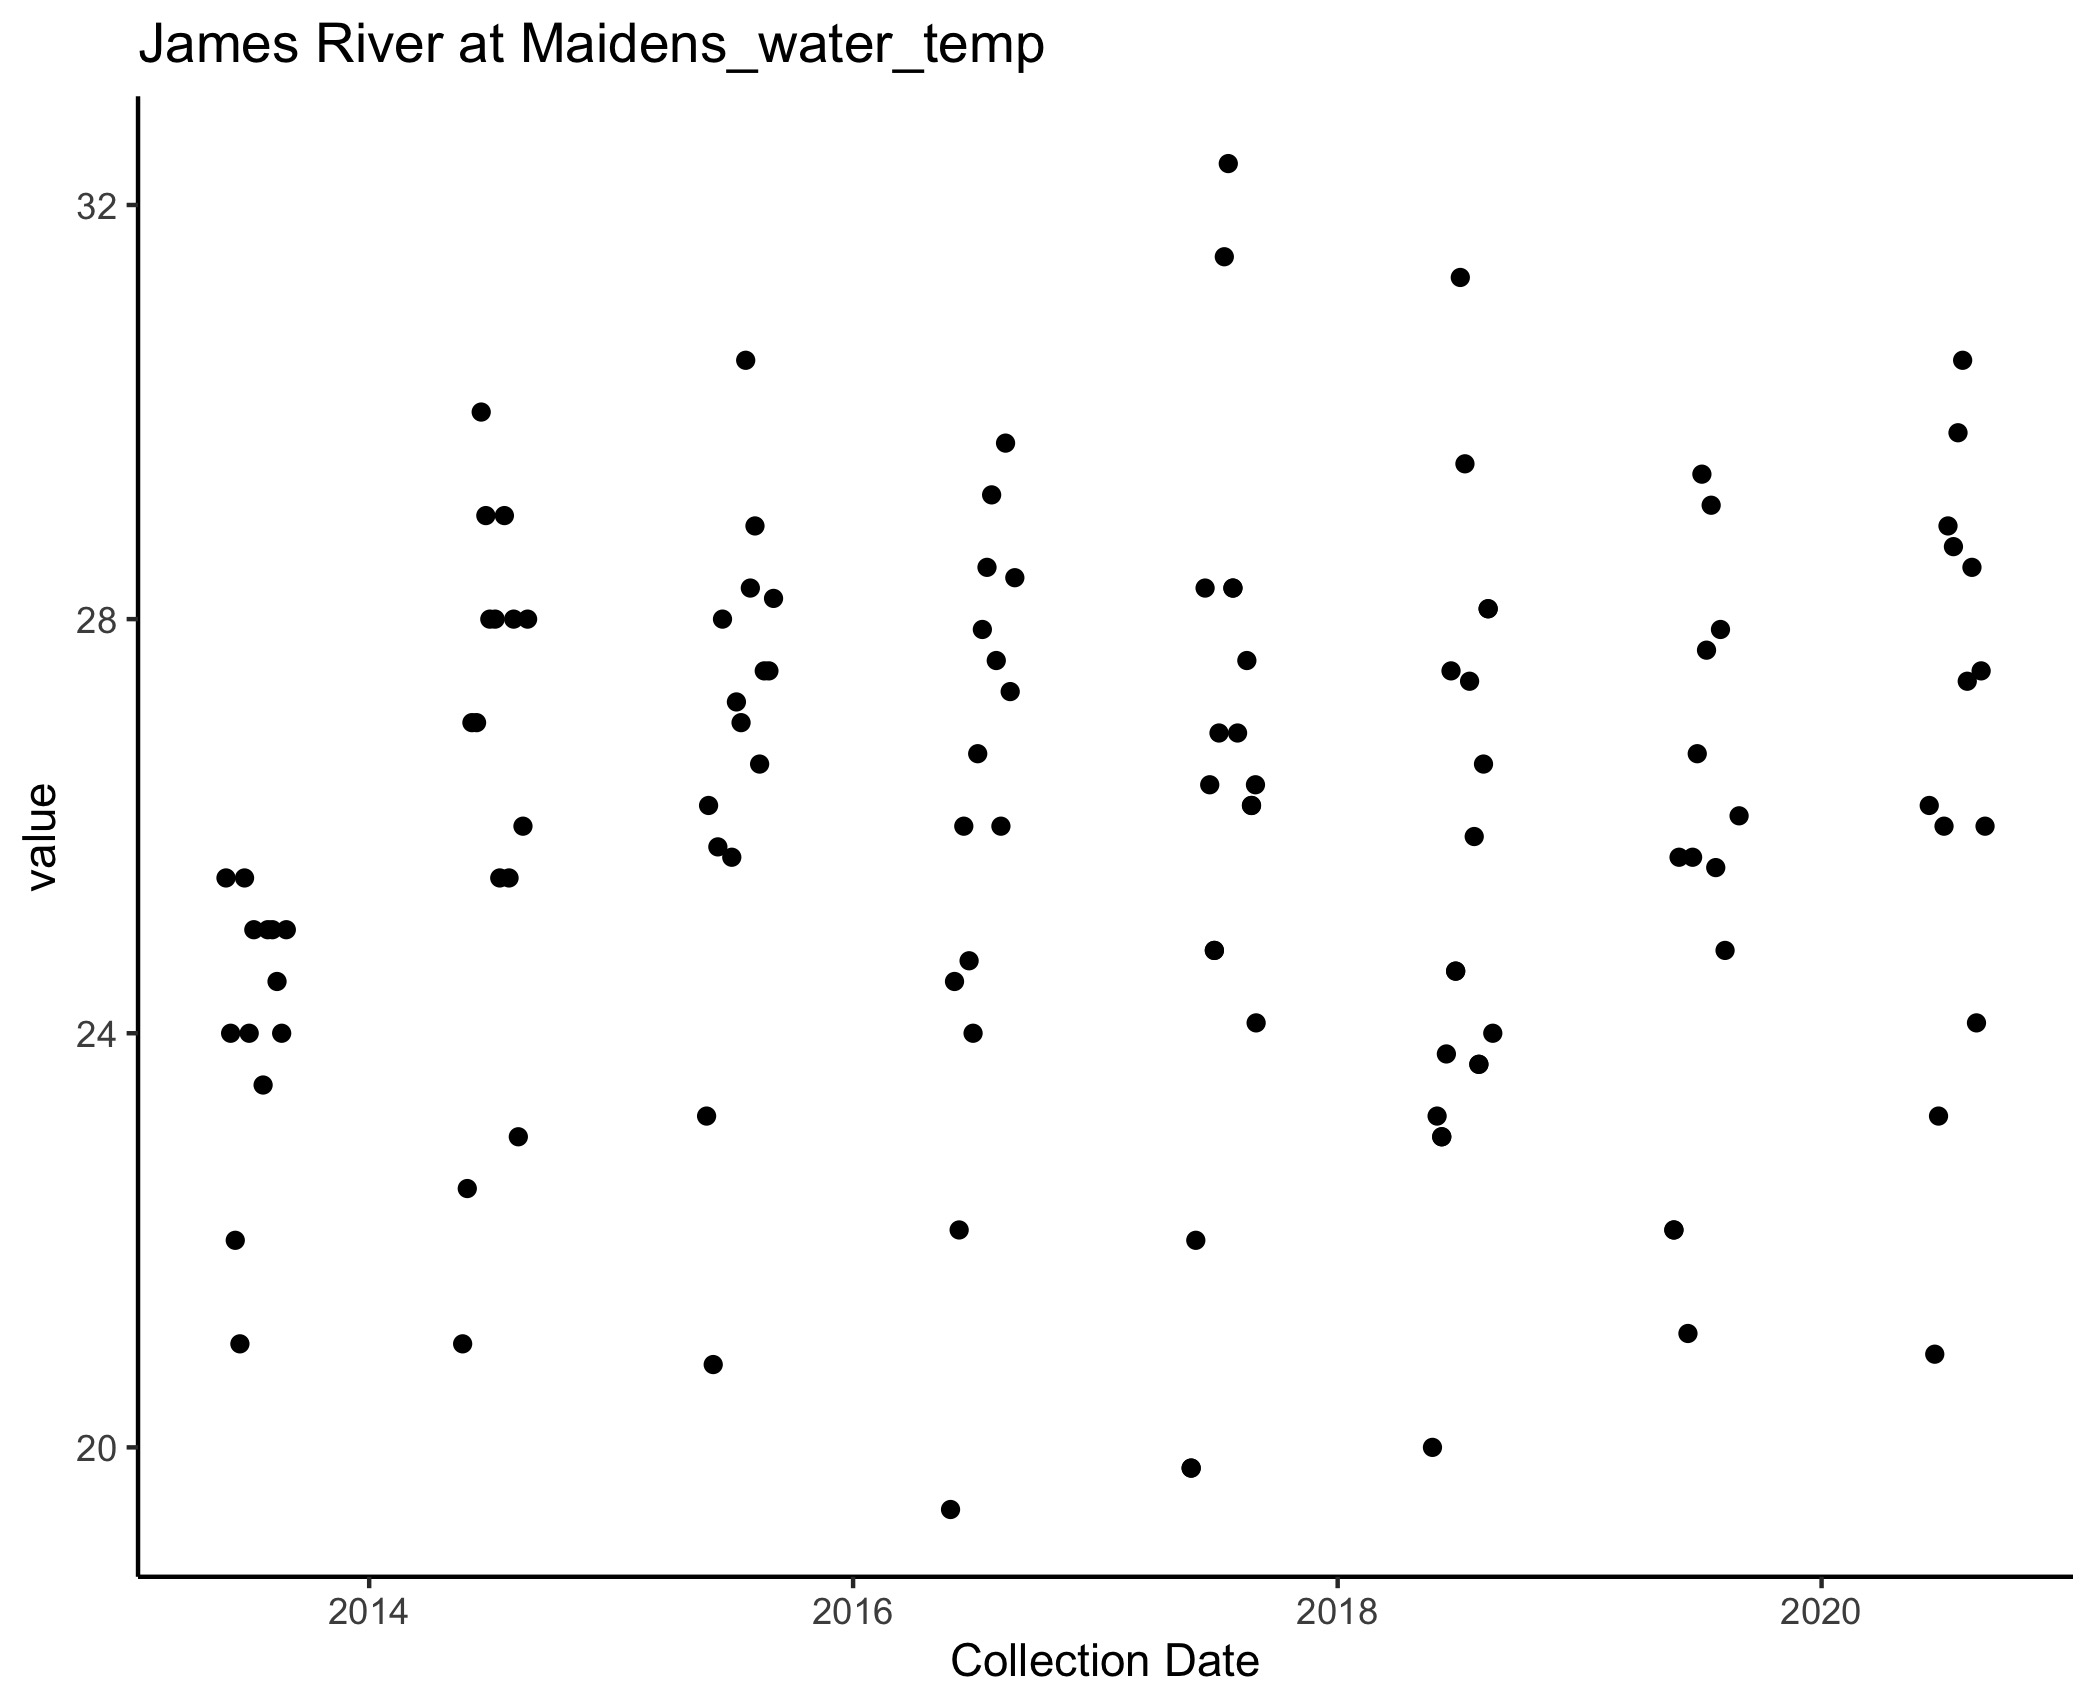 James River at Maidens_water_temp
32
28
24
20
value
2014
2016
2018
2020
Collection Date